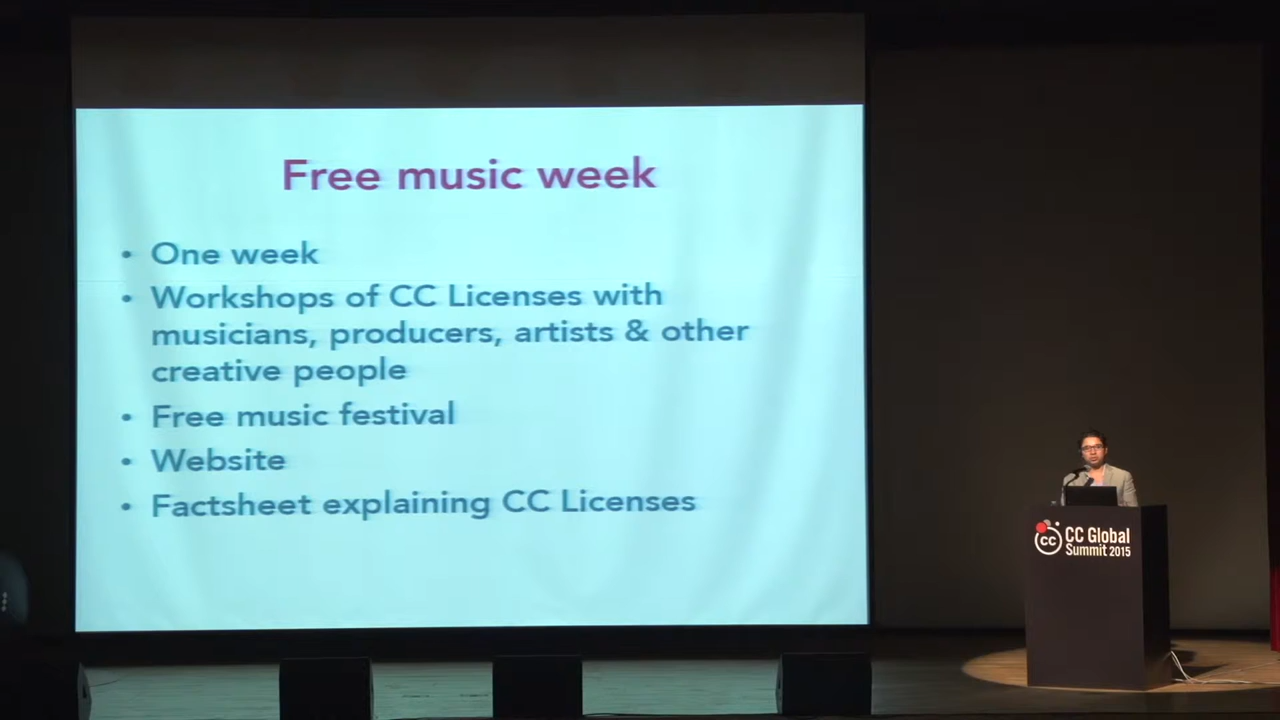 Free music week
• One week
• Workshops of CC Licenses with
musicians, producers, artists & other
creative people
• Free music festival
• Website
• Factsheet explaining CC Licenses
cc
CC Global
Summit 2015